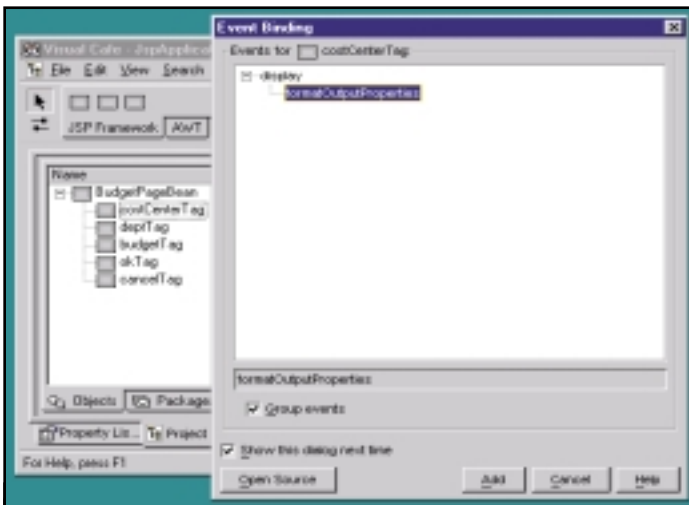 Visual Cafe - JspApplicat
File Edit View Search
JSP Framework AWT
Name
BudgetPageBean
costCenterTag
deptTag
budgetTag
okTag
cancelTag
Objects Package
Property Lis... Project
For Help, press F1
Event Binding
Events for costCenterTag:
display
formatOutputProperties
formatOutputProperties
Group events
Show this dialog next time
Open Source Add Cancel Help